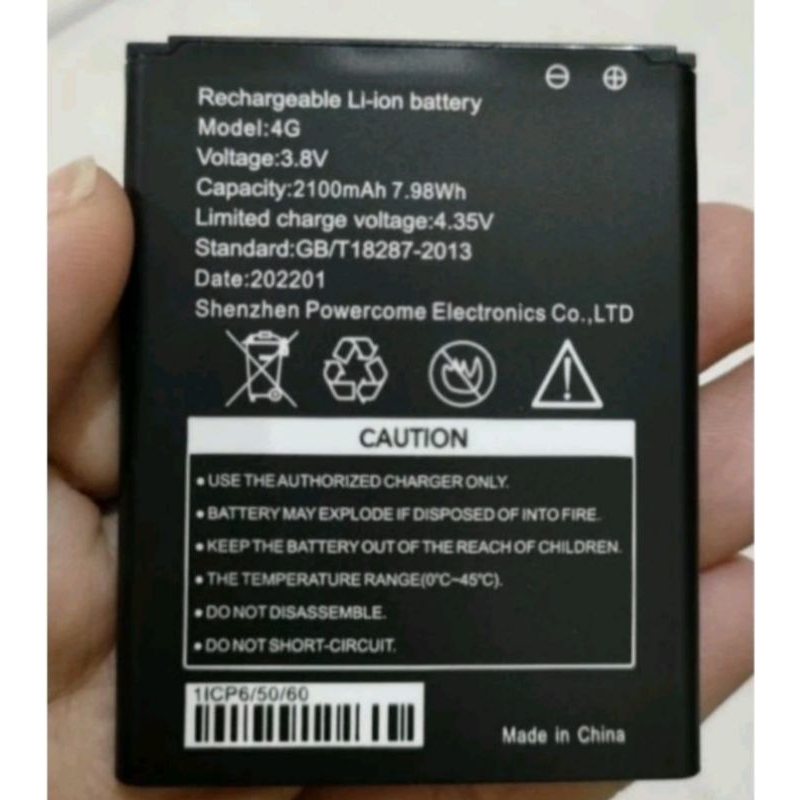 Rechargeable Li-ion battery
Model:4G
Voltage:3.8V
Capacity:2100mAh 7.98Wh
Limited charge voltage:4.35V
Standard:GB/T18287-2013
Date:202201
Shenzhen Powercome Electronics Co.,LTD
CAUTION
• USE THE AUTHORIZED CHARGER ONLY.
• BATTERY MAY EXPLODE IF DISPOSED OF INTO FIRE.
• KEEP THE BATTERY OUT OF THE REACH OF CHILDREN.
• THE TEMPERATURE RANGE(0℃~45℃).
• DO NOT DISASSEMBLE.
• DO NOT SHORT-CIRCUIT.
1ICP6/50/60
Made in China